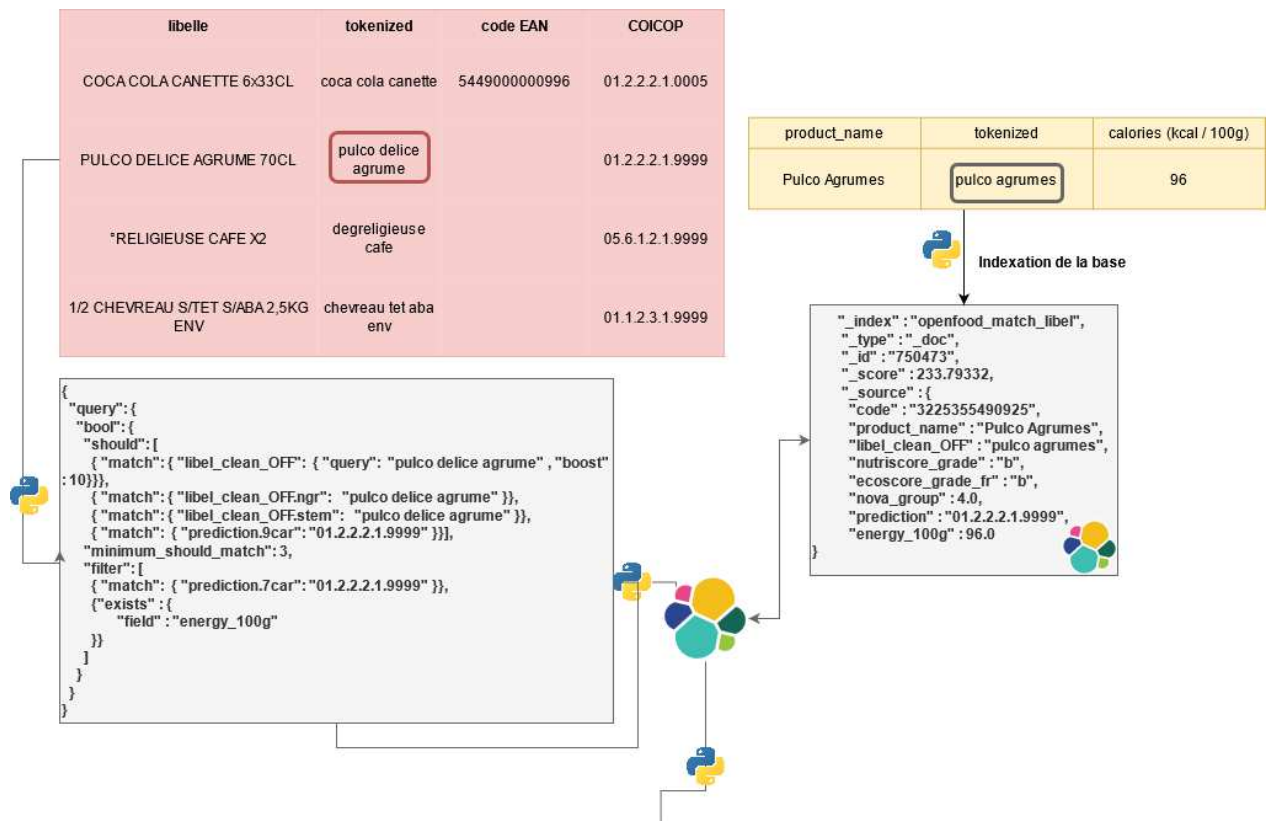 libelle tokenized code EAN COICOP
COCA COLA CANETTE 6x33CL coca cola canette 5449000000996 01.2.2.2.1.0005
PULCO DELICE AGRUME 70CL pulco delice
agrume 01.2.2.2.1.9999
°RELIGIEUSE CAFE X2 degreligieuse
cafe 05.6.1.2.1.9999
1/2 CHEVREAU S/TET S/ABA 2,5KG
ENV chevreau tet aba
env 01.1.2.3.1.9999
product_name tokenized calories (kcal / 100g)
Pulco Agrumes pulco agrumes 96
Indexation de la base
"_index" : "openfood_match_libel",
"_type" : "_doc",
"_id" : "750473",
"_score" : 233.79332,
"_source" : {
"code" : "3225355490925",
"product_name" : "Pulco Agrumes",
"libel_clean_OFF" : "pulco agrumes",
"nutriscore_grade" : "b",
"ecoscore_grade_fr" : "b",
"nova_group" : 4.0,
"prediction" : "01.2.2.2.1.9999",
"energy_100g" : 96.0
}
{
"query": {
"bool": {
"should": [
{ "match": { "libel_clean_OFF": { "query": "pulco delice agrume" , "boost"
: 10}}},
{ "match": { "libel_clean_OFF.ngr": "pulco delice agrume" }},
{ "match": { "libel_clean_OFF.stem": "pulco delice agrume" }},
{ "match": { "prediction.9car": "01.2.2.2.1.9999" }}],
"minimum_should_match": 3,
"filter": [
{ "match": { "prediction.7car": "01.2.2.2.1.9999" }},
{"exists" : {
"field" : "energy_100g"
}}
]
}
}
}